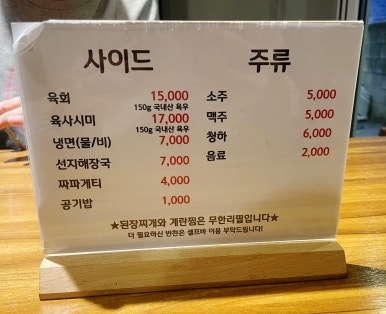 사이드
육회 15,000
150g 국내산 육우
육사시미 17,000
150g 국내산 육우
냉면(물/비) 7,000
선지해장국 7,000
짜파게티 4,000
공기밥 1,000
주류
소주 5,000
맥주 5,000
청하 6,000
음료 2,000
★된장찌개와 계란찜은 무한리필입니다★
더 필요하신 반찬은 셀프바 이용 부탁드립니다!